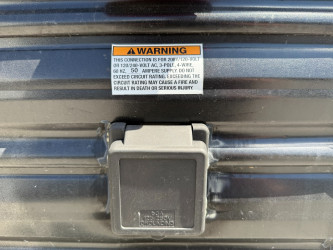 ⚠ WARNING
THIS CONNECTION IS FOR 208Y/120-VOLT
OR 120/240-VOLT AC, 3-POLE, 4-WIRE,
60 HZ, 50 AMPERE SUPPLY. DO NOT
EXCEED CIRCUIT RATING. EXCEEDING THE
CIRCUIT RATING MAY CAUSE A FIRE AND
RESULT IN DEATH OR SERIOUS INJURY.